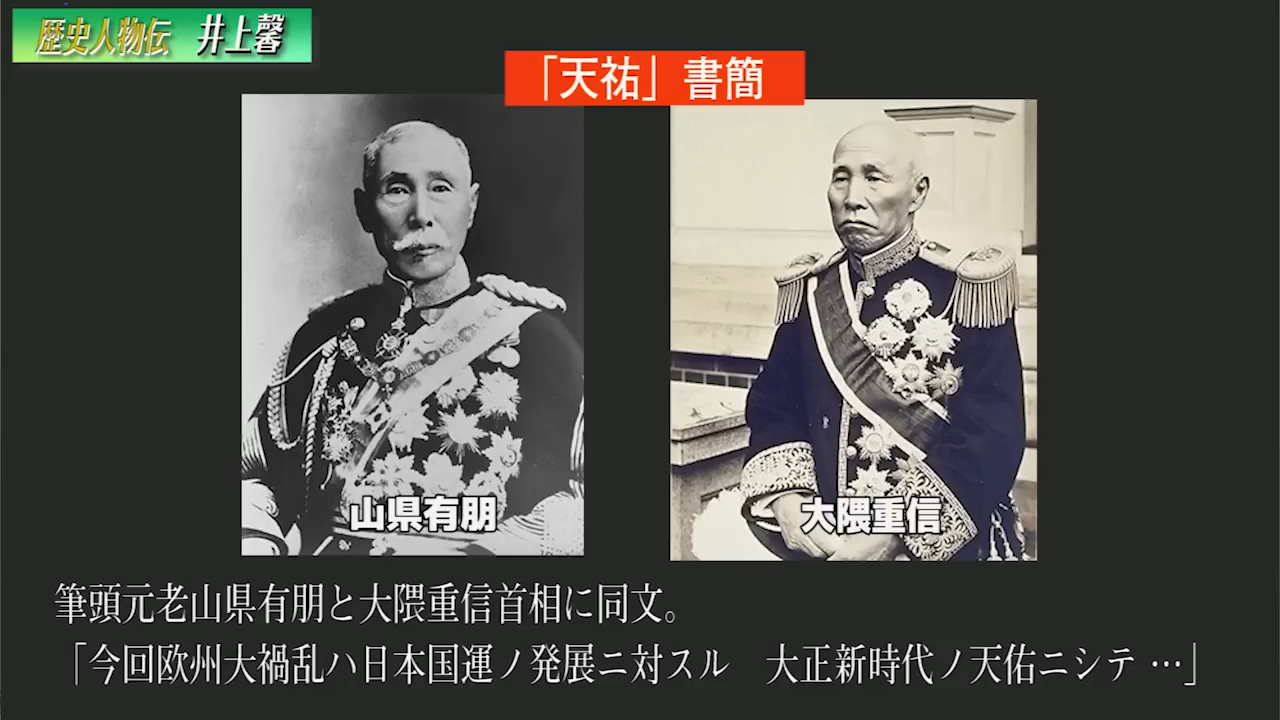 歴史人物伝 井上馨
「天祐」書簡
山県有朋
大隈重信
筆頭元老山県有朋と大隈重信首相に同文。
「今回欧州大禍乱ハ日本国運ノ発展ニ対スル 大正新時代ノ天佑ニシテ …」